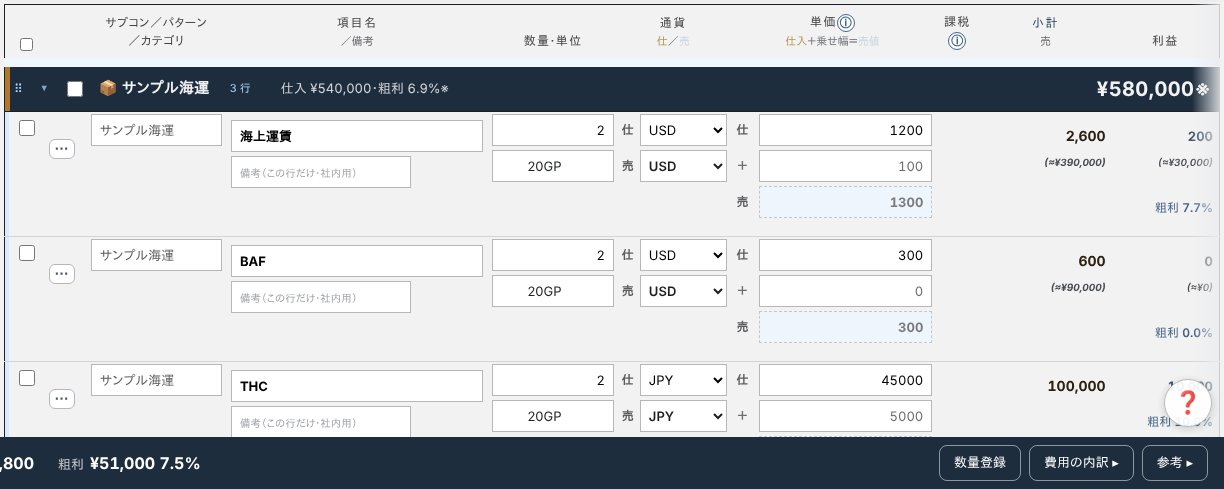 サブコン／パターン
／カテゴリ
項目名
／備考
数量・単位
通貨
仕／売
単価ⓘ
仕入＋乗せ幅＝売値
課税
ⓘ
小計
売
利益
⠿ ▾ 📦 サンプル海運 3 行 仕入 ¥540,000・粗利 6.9%※ ¥580,000※
サンプル海運 海上運賃 2 仕 USD 仕 1200 2,600 200
… 備考（この行だけ・社内用） 20GP 売 USD ＋ 100 (≈¥390,000) (≈¥30,000)
売 1300 粗利 7.7%
サンプル海運 BAF 2 仕 USD 仕 300 600 0
… 備考（この行だけ・社内用） 20GP 売 USD ＋ 0 (≈¥90,000) (≈¥0)
売 300 粗利 0.0%
サンプル海運 THC 2 仕 JPY 仕 45000 100,000
… 備考（この行だけ・社内用） 20GP 売 JPY ＋ 5000 粗利
❓
,800 粗利 ¥51,000 7.5% 数量登録 費用の内訳 ▸ 参考 ▸